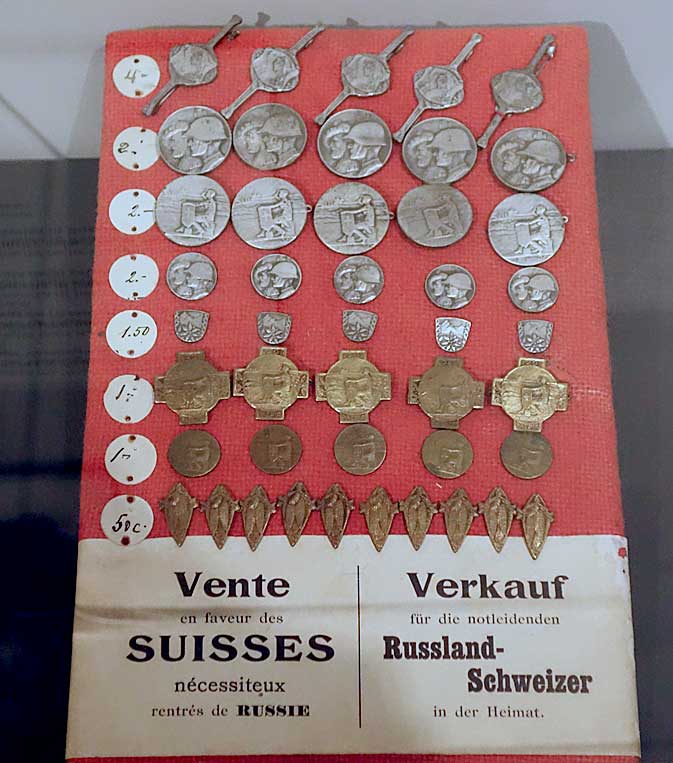 4.-
2.-
2.-
2.-
1.50
1.-
1.-
50 c.
Vente
en faveur des
SUISSES
nécessiteux
rentrés de RUSSIE
Verkauf
für die notleidenden
Russland-
Schweizer
in der Heimat.